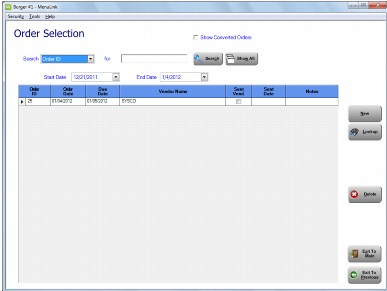 Burger #1 - MenuLink
Security Tools Help
Order Selection
Show Converted Orders
Search Order ID for Search Show All
Start Date 12/21/2011 End Date 1/4/2012
Order ID Order Date Due Date Vendor Name Sent Vend. Sent Date Notes
25 01/04/2012 01/05/2012 SYSCO
New
Lookup
Delete
Exit To Main
Exit To Previous